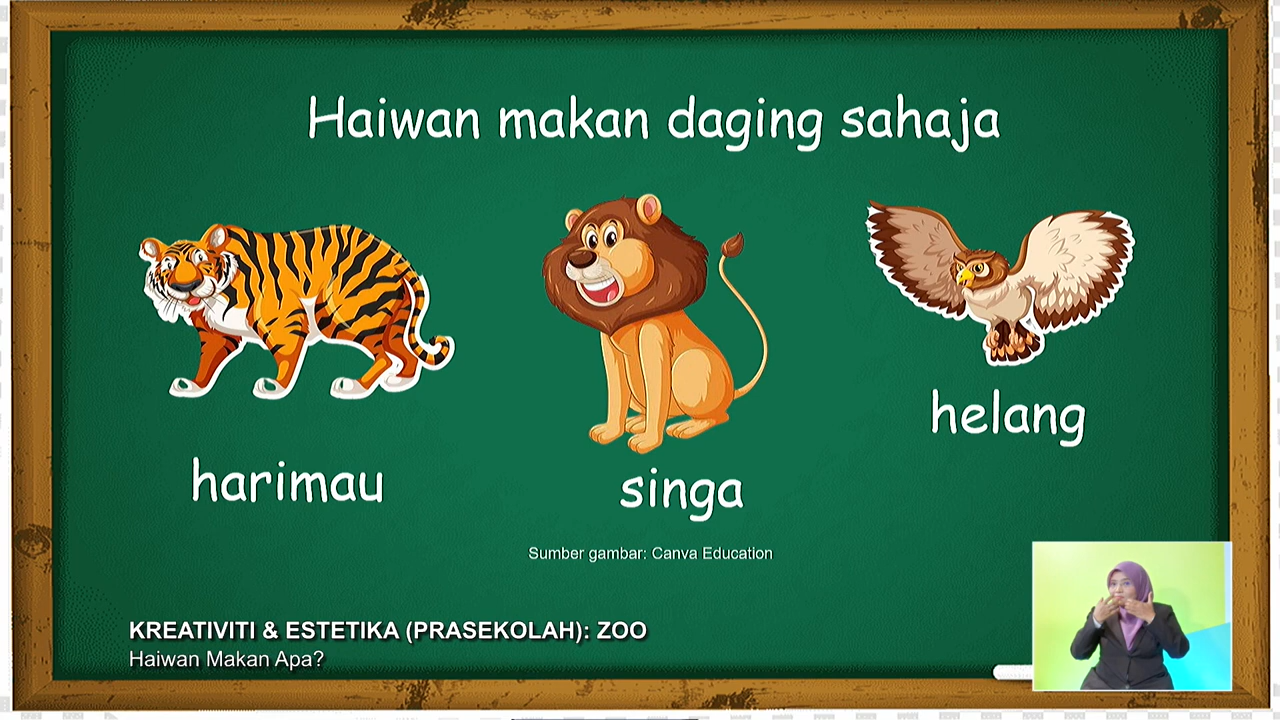 Haiwan makan daging sahaja
harimau
singa
helang
Sumber gambar: Canva Education
KREATIVITI & ESTETIKA (PRASEKOLAH): ZOO
Haiwan Makan Apa?